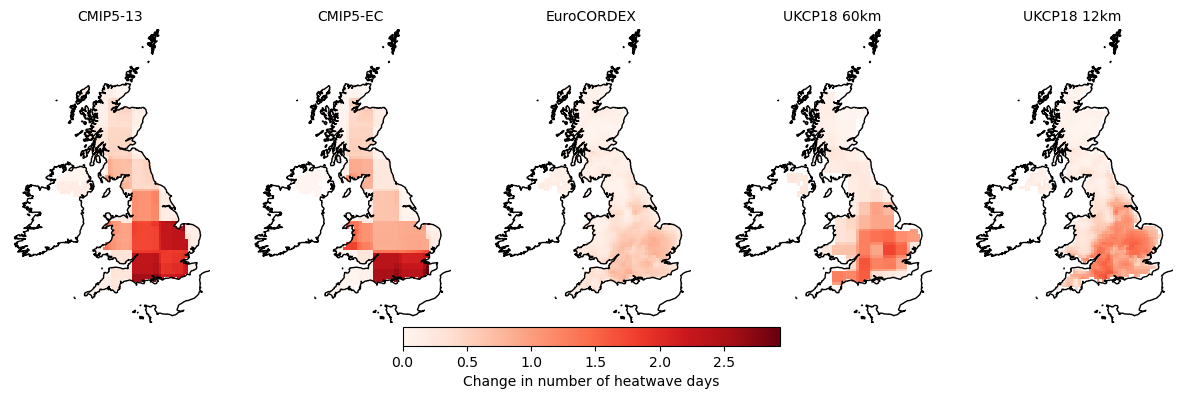 CMIP5-13
CMIP5-EC
EuroCORDEX
UKCP18 60km
UKCP18 12km
0.0 0.5 1.0 1.5 2.0 2.5
Change in number of heatwave days